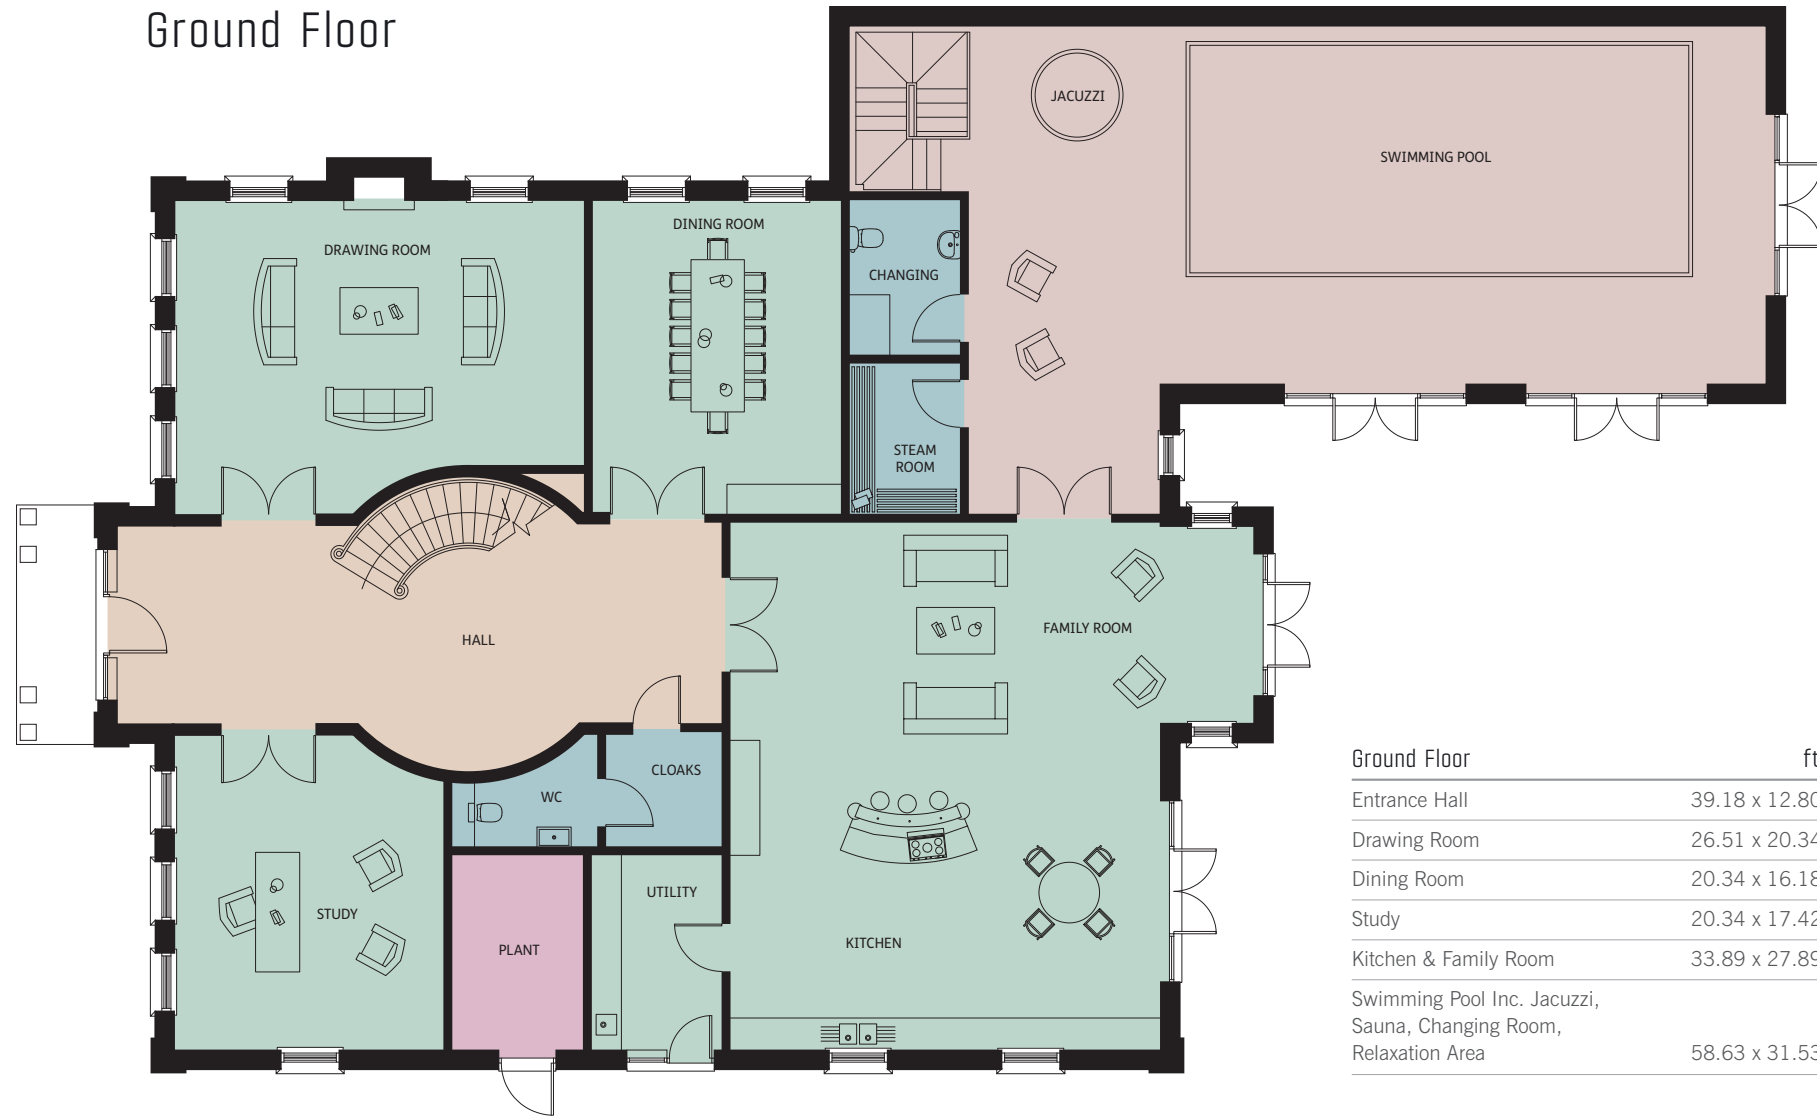 Ground Floor
JACUZZI
SWIMMING POOL
DINING ROOM
DRAWING ROOM
CHANGING
STEAM
ROOM
FAMILY ROOM
HALL
CLOAKS
WC
UTILITY
STUDY
PLANT
KITCHEN
Ground Floor ft
Entrance Hall 39.18 x 12.80
Drawing Room 26.51 x 20.34
Dining Room 20.34 x 16.18
Study 20.34 x 17.42
Kitchen & Family Room 33.89 x 27.89
Swimming Pool Inc. Jacuzzi,
Sauna, Changing Room,
Relaxation Area 58.63 x 31.53